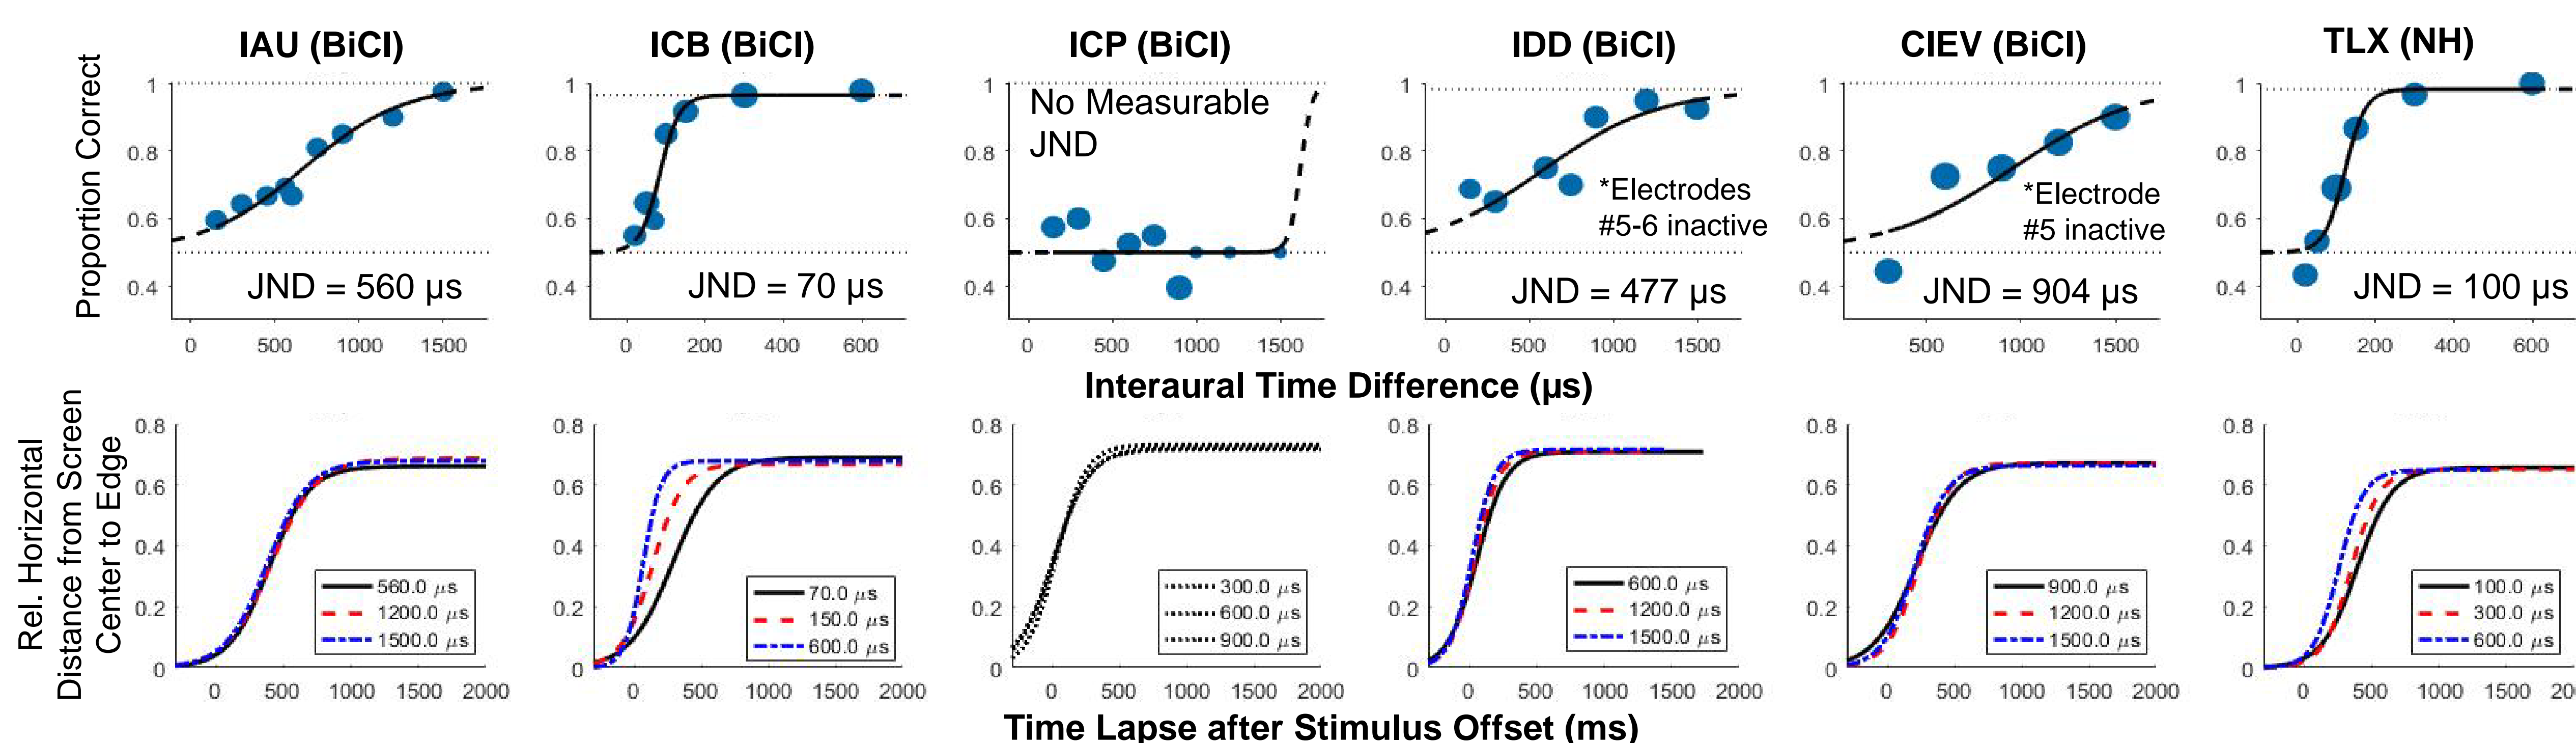 IAU (BiCI)
ICB (BiCI)
ICP (BiCI)
IDD (BiCI)
CIEV (BiCI)
TLX (NH)
Proportion Correct
1
0.8
0.6
0.4
JND = 560 µs
0 500 1000 1500
1
0.8
0.6
0.4
JND = 70 µs
0 200 400 600
1
0.8
0.6
0.4
No Measurable
JND
0 500 1000 1500
1
0.8
0.6
0.4
*Electrodes
#5-6 inactive
JND = 477 µs
0 500 1000 1500
1
0.8
0.6
0.4
*Electrode
#5 inactive
JND = 904 µs
500 1000 1500
1
0.8
0.6
0.4
JND = 100 µs
0 200 400 600
Interaural Time Difference (µs)
Rel. Horizontal
Distance from Screen
Center to Edge
0.8
0.6
0.4
0.2
0
560.0 µs
1200.0 µs
1500.0 µs
0 500 1000 1500 2000
0.8
0.6
0.4
0.2
0
70.0 µs
150.0 µs
600.0 µs
0 500 1000 1500 2000
0.8
0.6
0.4
0.2
0
300.0 µs
600.0 µs
900.0 µs
0 500 1000 1500 2000
0.8
0.6
0.4
0.2
0
600.0 µs
1200.0 µs
1500.0 µs
0 500 1000 1500 2000
0.8
0.6
0.4
0.2
0
900.0 µs
1200.0 µs
1500.0 µs
0 500 1000 1500 2000
0.8
0.6
0.4
0.2
0
100.0 µs
300.0 µs
600.0 µs
0 500 1000 1500 20
Time Lapse after Stimulus Offset (ms)